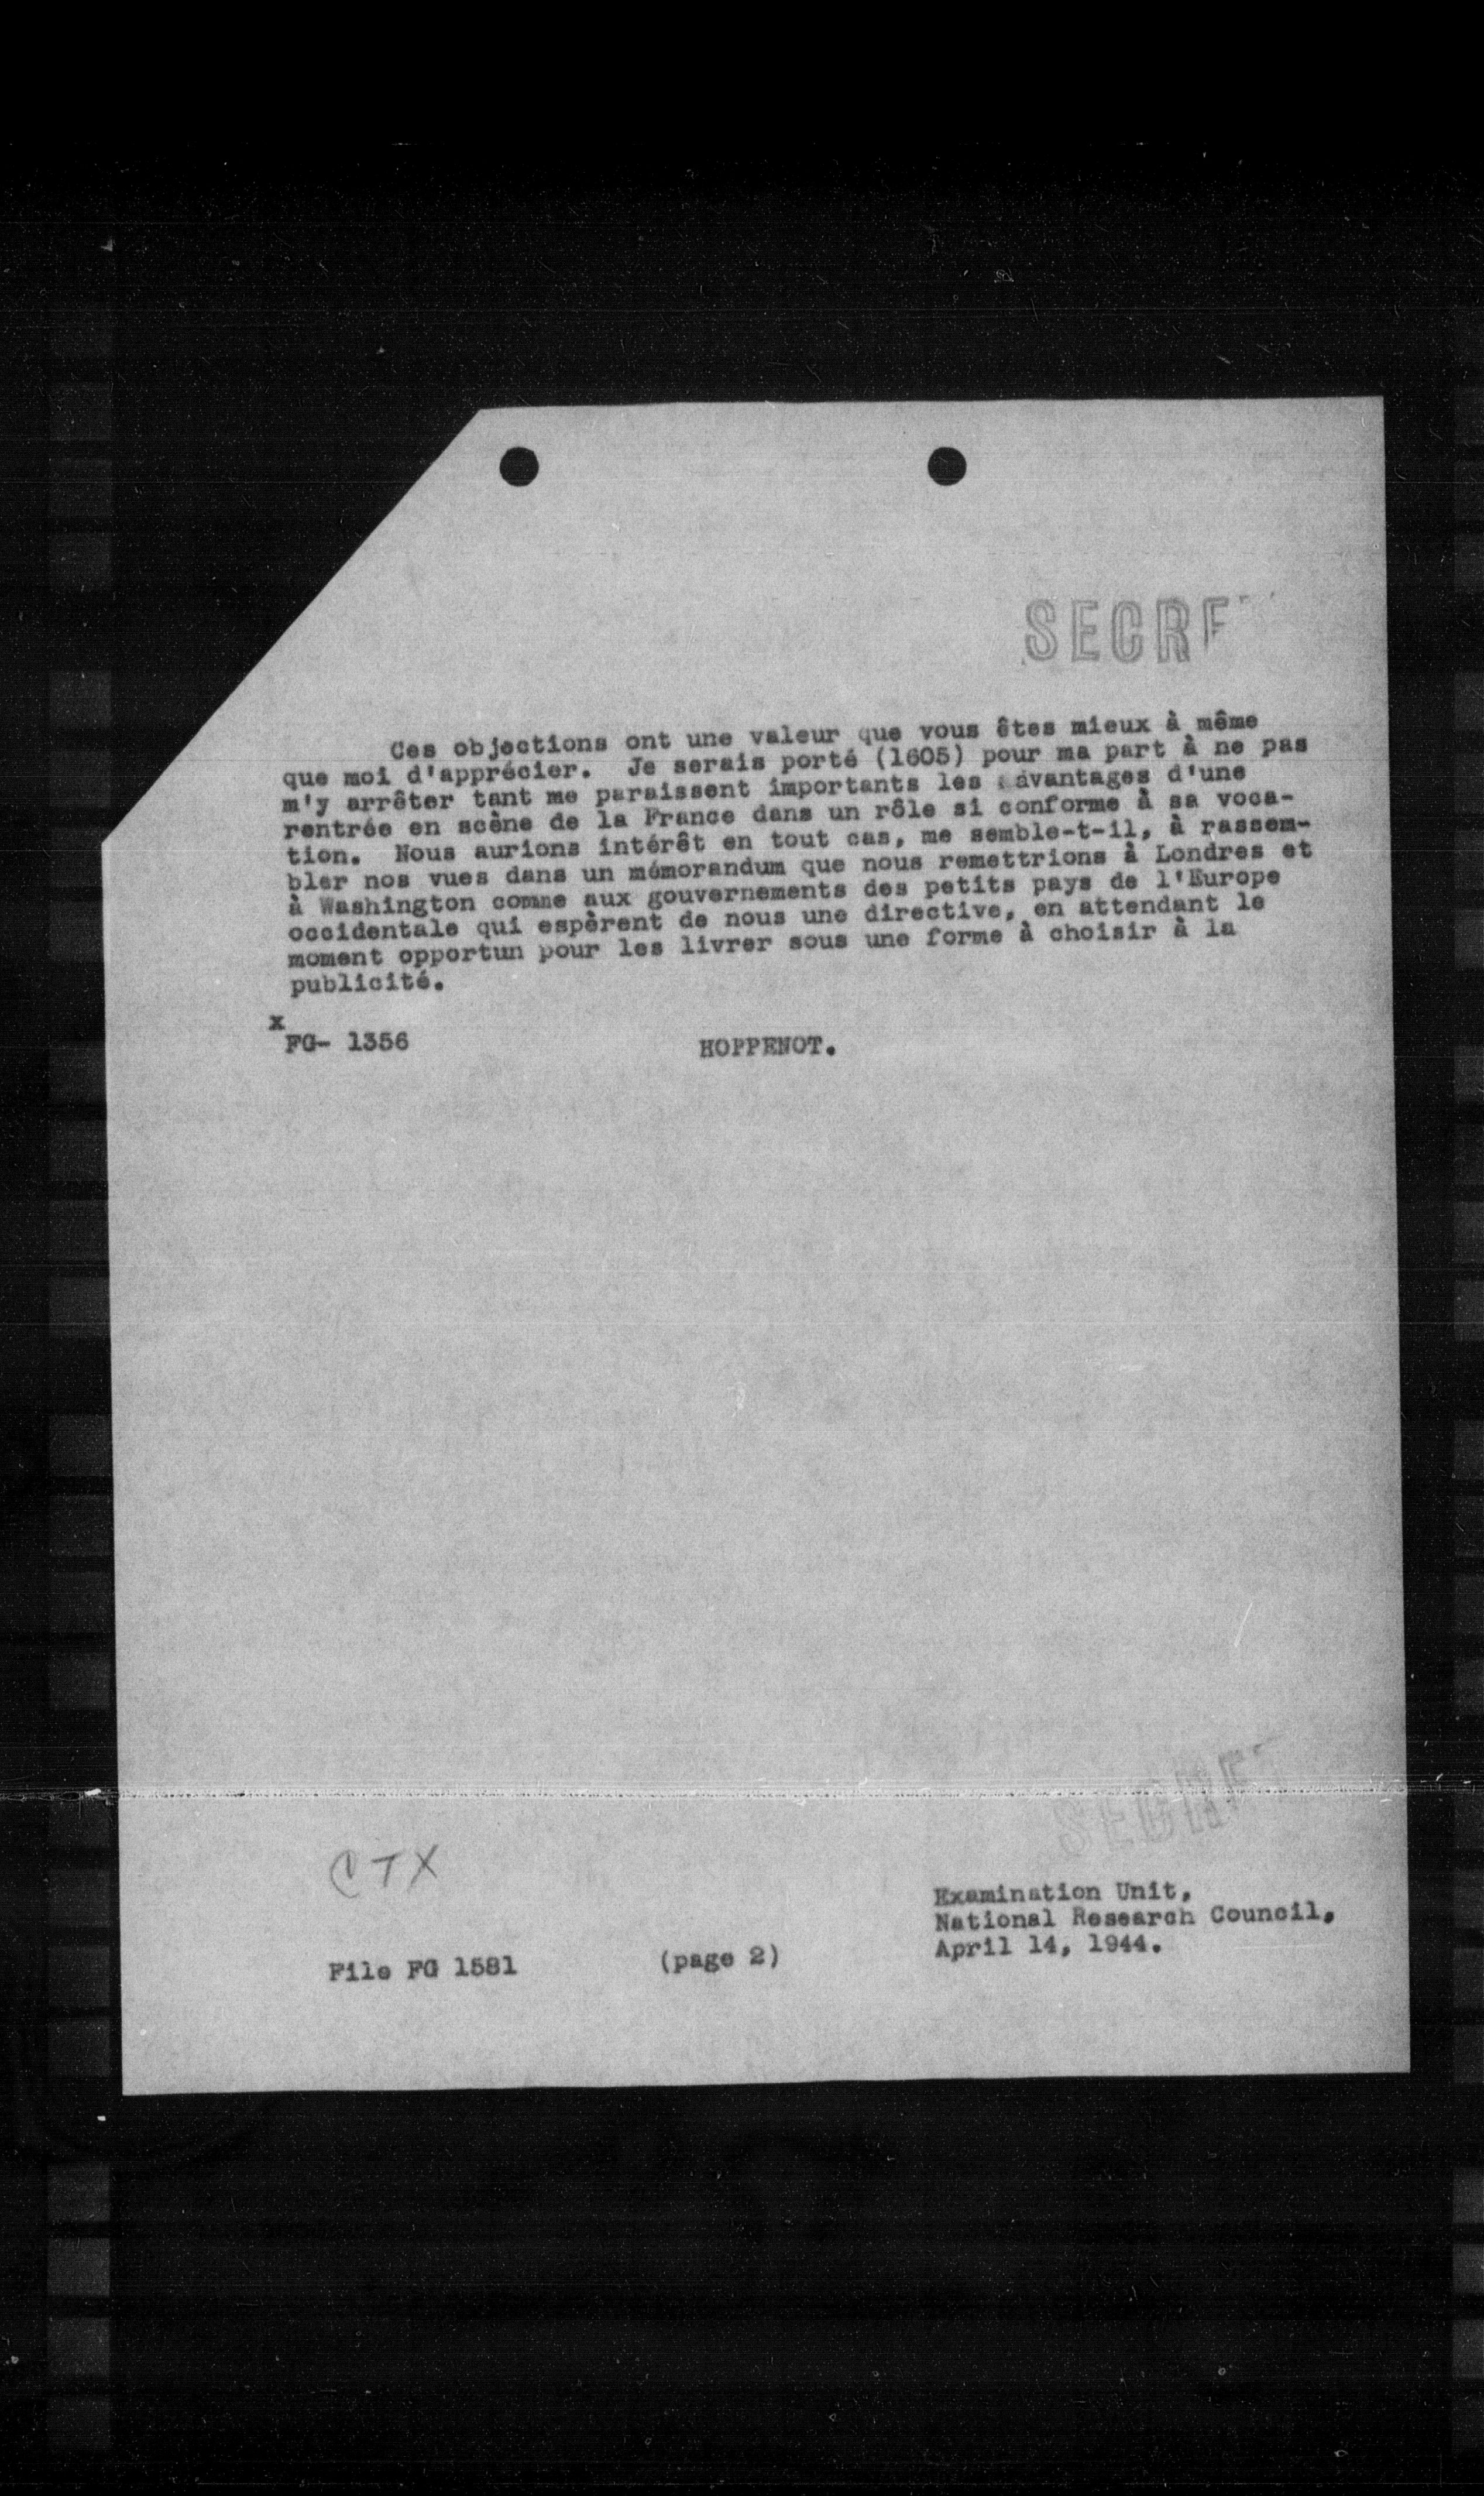 SECRE
Ces objections ont une valeur que vous êtes mieux à même
que moi d'apprécier. Je serais porté (1605) pour ma part à ne pas
m'y arrêter tant me paraissent importants les avantages d'une
rentrée en scène de la France dans un rôle si conforme à sa voca-
tion. Nous aurions intérêt en tout cas, me semble-t-il, à rassem-
bler nos vues dans un mémorandum que nous remettrions à Londres et
à Washington comme aux gouvernements des petits pays de l'Europe
occidentale qui espèrent de nous une directive, en attendant le
moment opportun pour les livrer sous une forme à choisir à la
publicité.
x
FG- 1356 HOPPENOT.
SECRET
CTX
Examination Unit,
National Research Council,
April 14, 1944.
File FG 1581 (page 2)